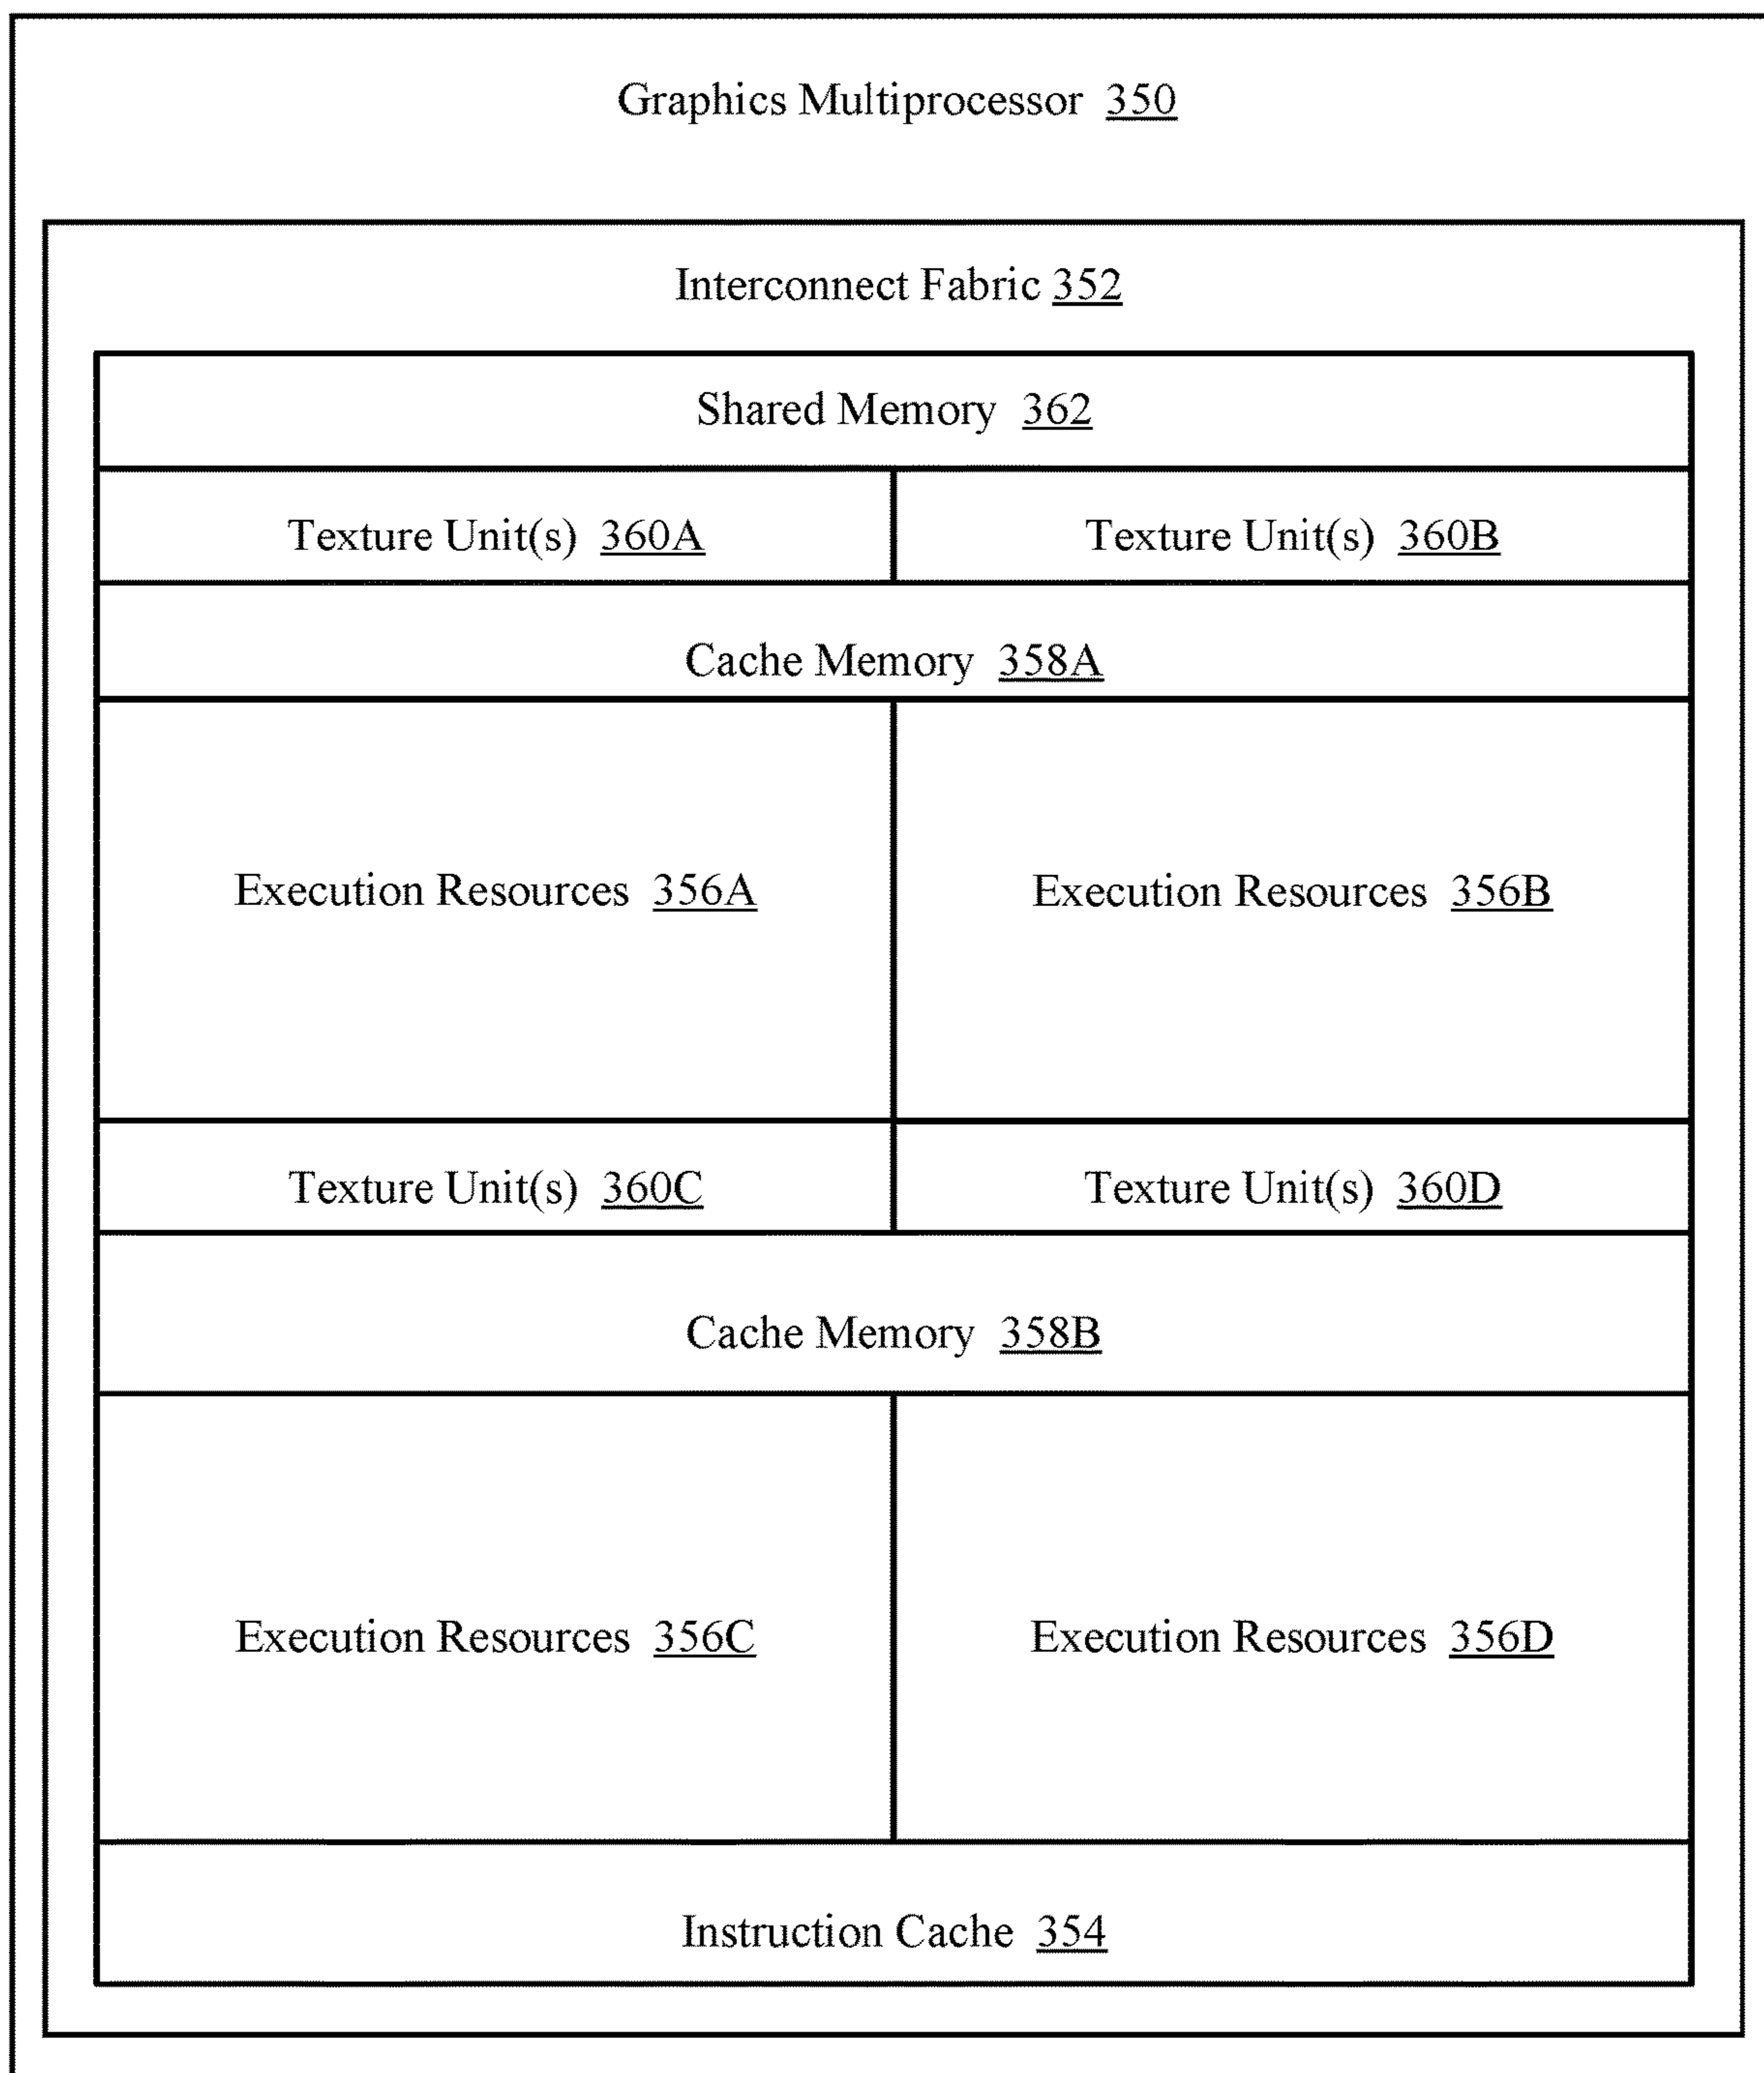 Graphics Multiprocessor 350
Interconnect Fabric 352
Shared Memory 362
Texture Unit(s) 360A
Texture Unit(s) 360B
Cache Memory 358A
Execution Resources 356A
Execution Resources 356B
Texture Unit(s) 360C
Texture Unit(s) 360D
Cache Memory 358B
Execution Resources 356C
Execution Resources 356D
Instruction Cache 354